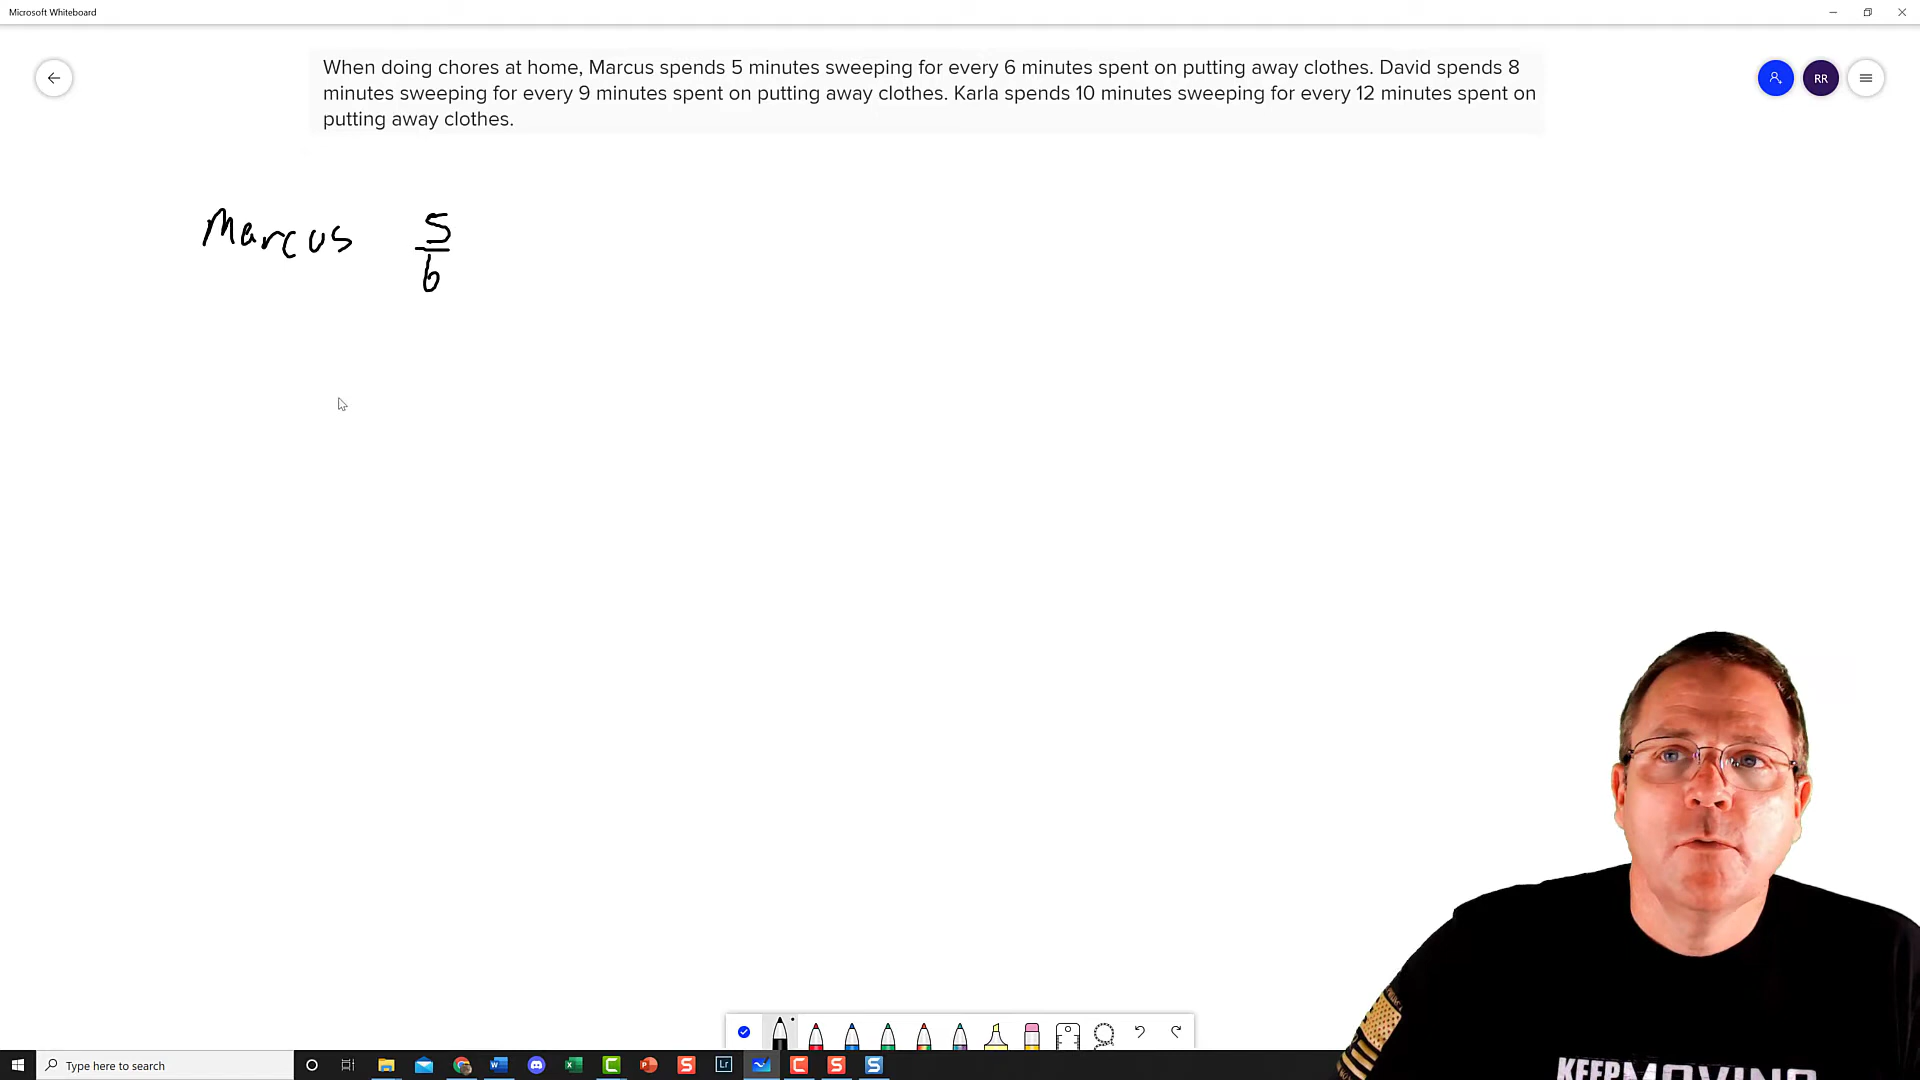 Microsoft Whiteboard
When doing chores at home, Marcus spends 5 minutes sweeping for every 6 minutes spent on putting away clothes. David spends 8
minutes sweeping for every 9 minutes spent on putting away clothes. Karla spends 10 minutes sweeping for every 12 minutes spent on
putting away clothes.
RR
Marcus 5
6
Type here to search
Lr
KEEP MOVING